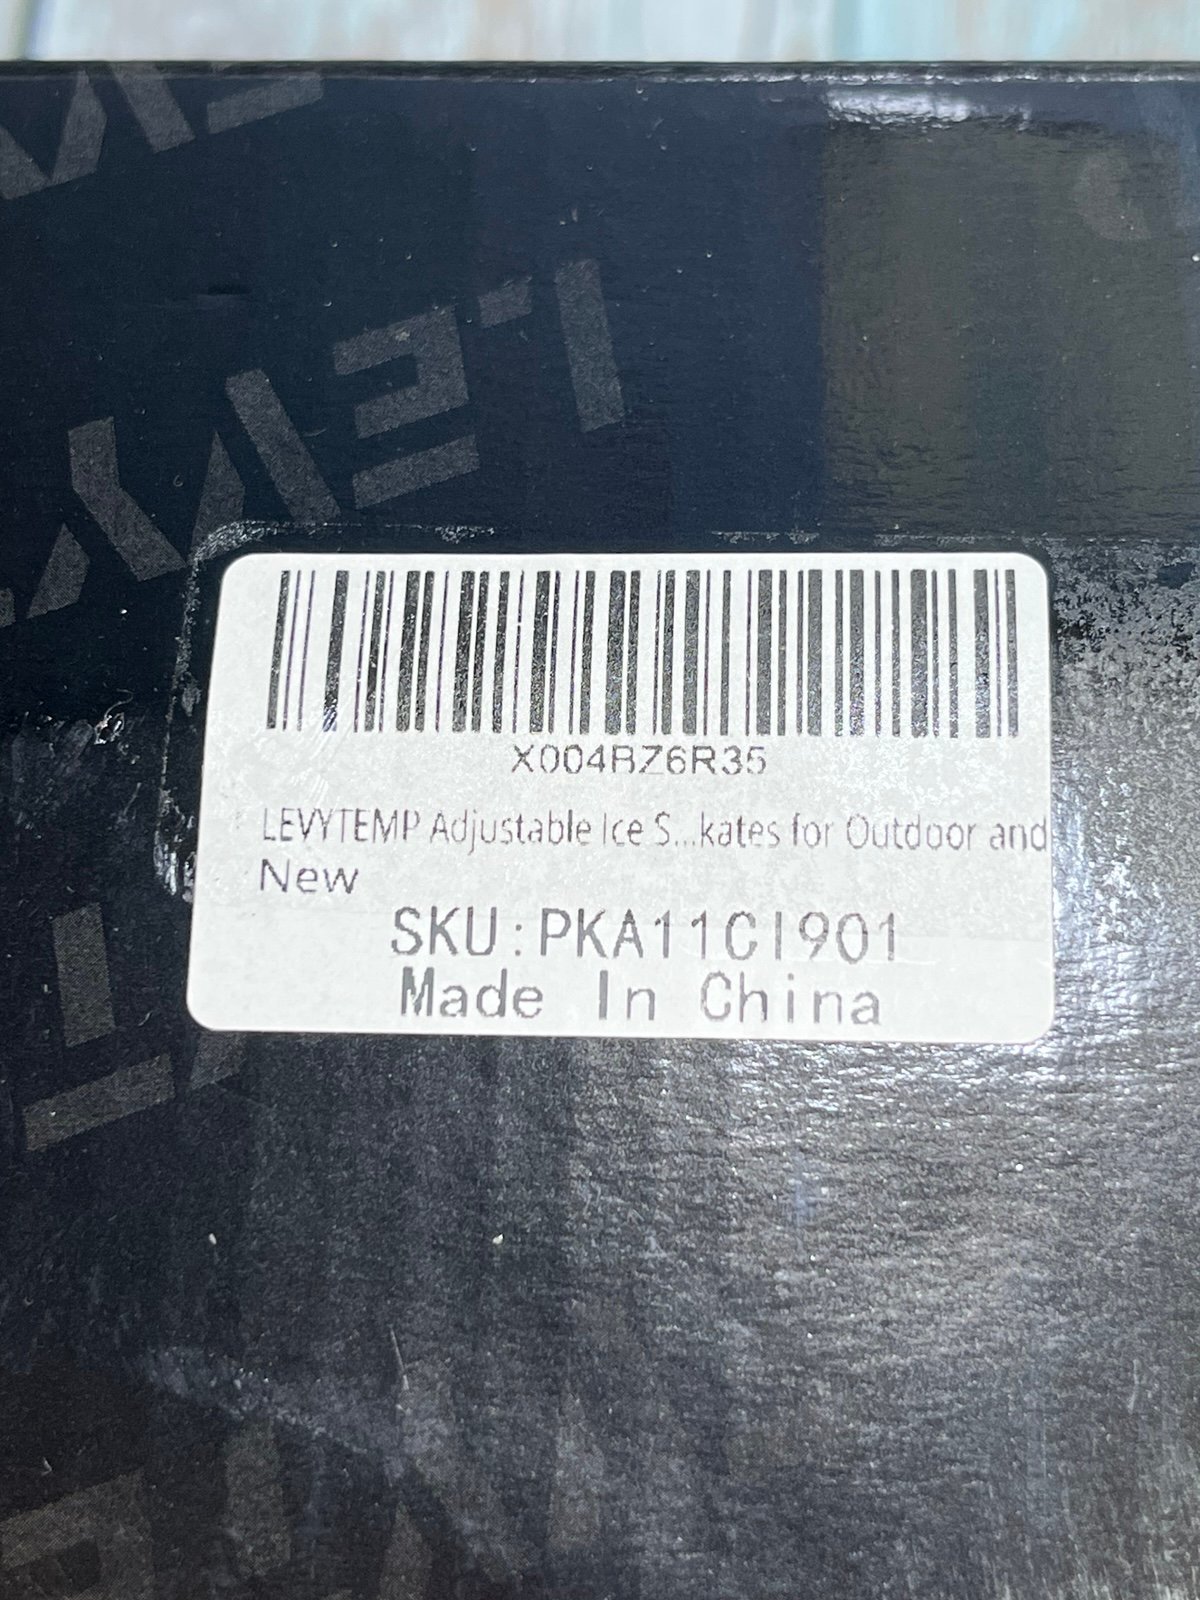 X004BZ6R35
LEVYTEMP Adjustable Ice S...kates for Outdoor and
New
SKU:PKA11CI901
Made In China